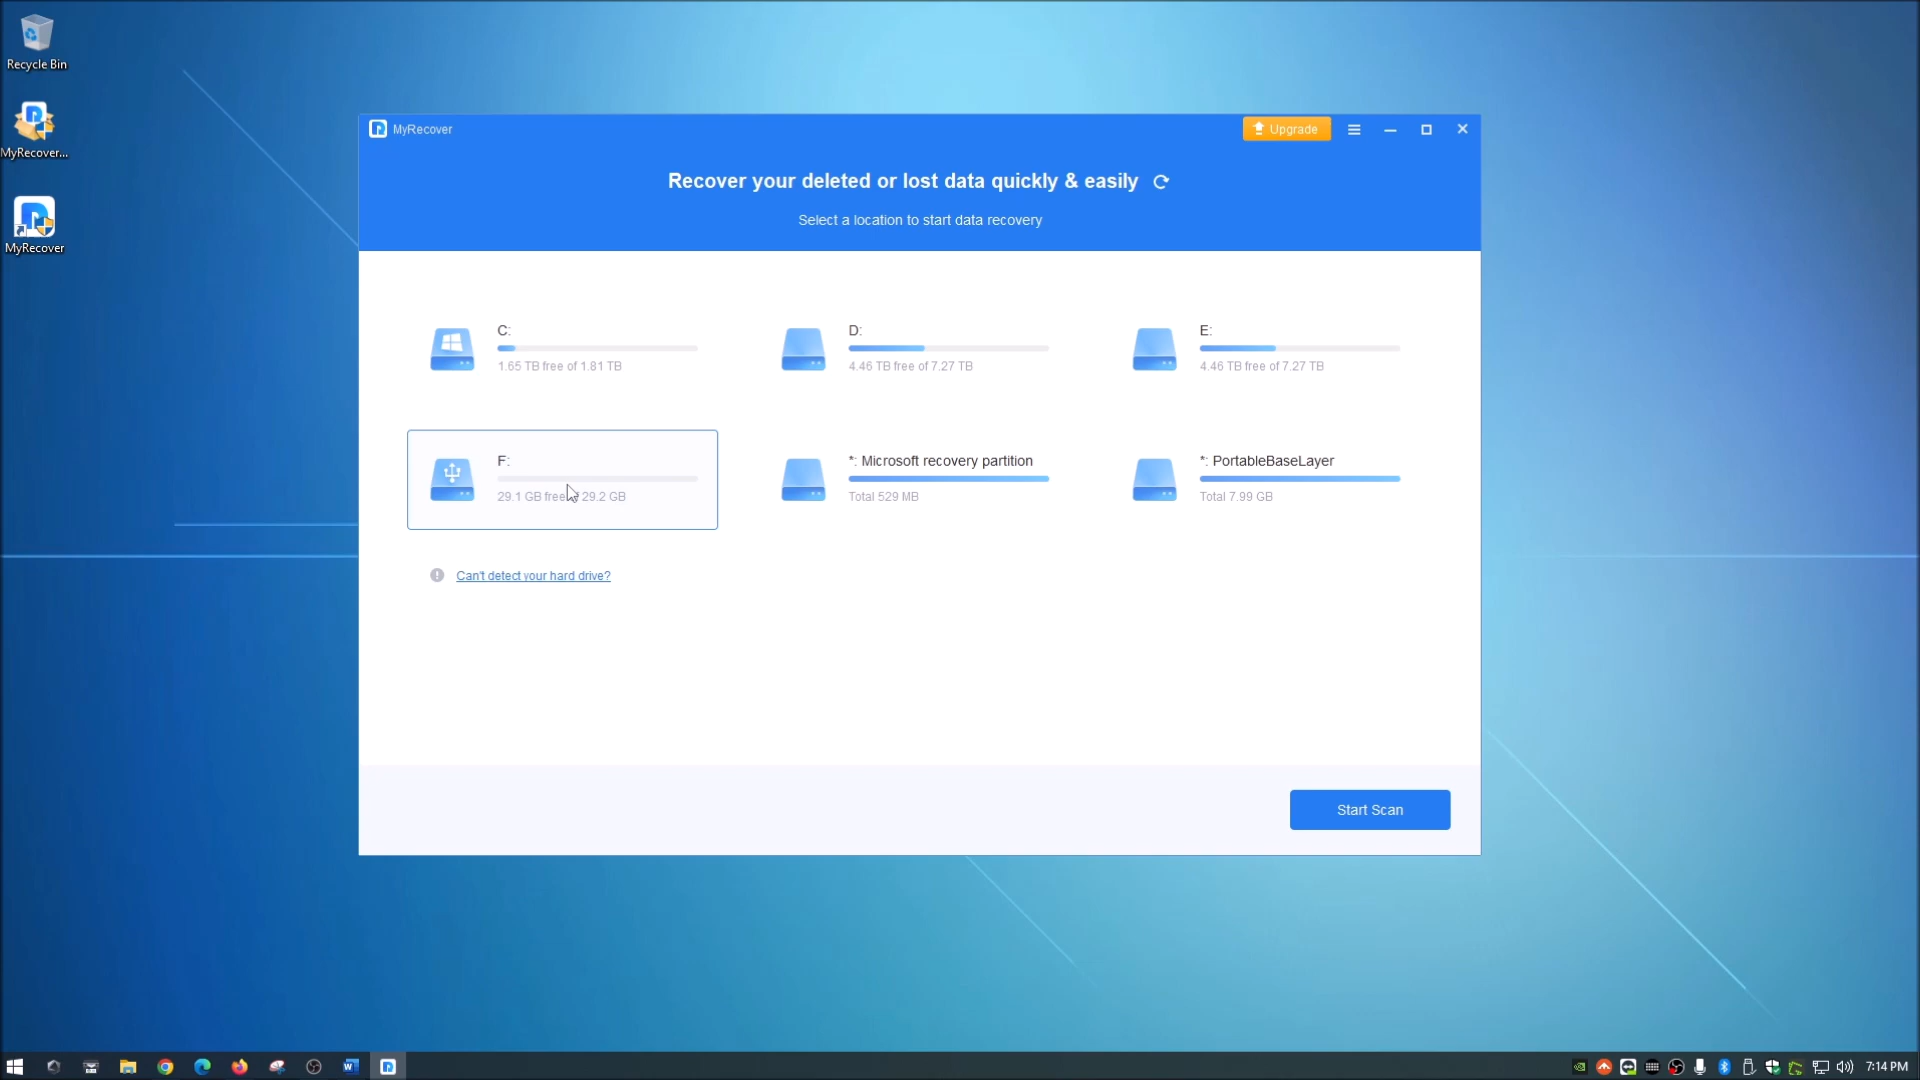 Recycle Bin
MyRecover...
MyRecover
MyRecover
Upgrade
Recover your deleted or lost data quickly & easily
Select a location to start data recovery
C:
1.65 TB free of 1.81 TB
D:
4.46 TB free of 7.27 TB
E:
4.46 TB free of 7.27 TB
F:
29.1 GB free 29.2 GB
*: Microsoft recovery partition
Total 529 MB
*: PortableBaseLayer
Total 7.99 GB
Can't detect your hard drive?
Start Scan
7:14 PM